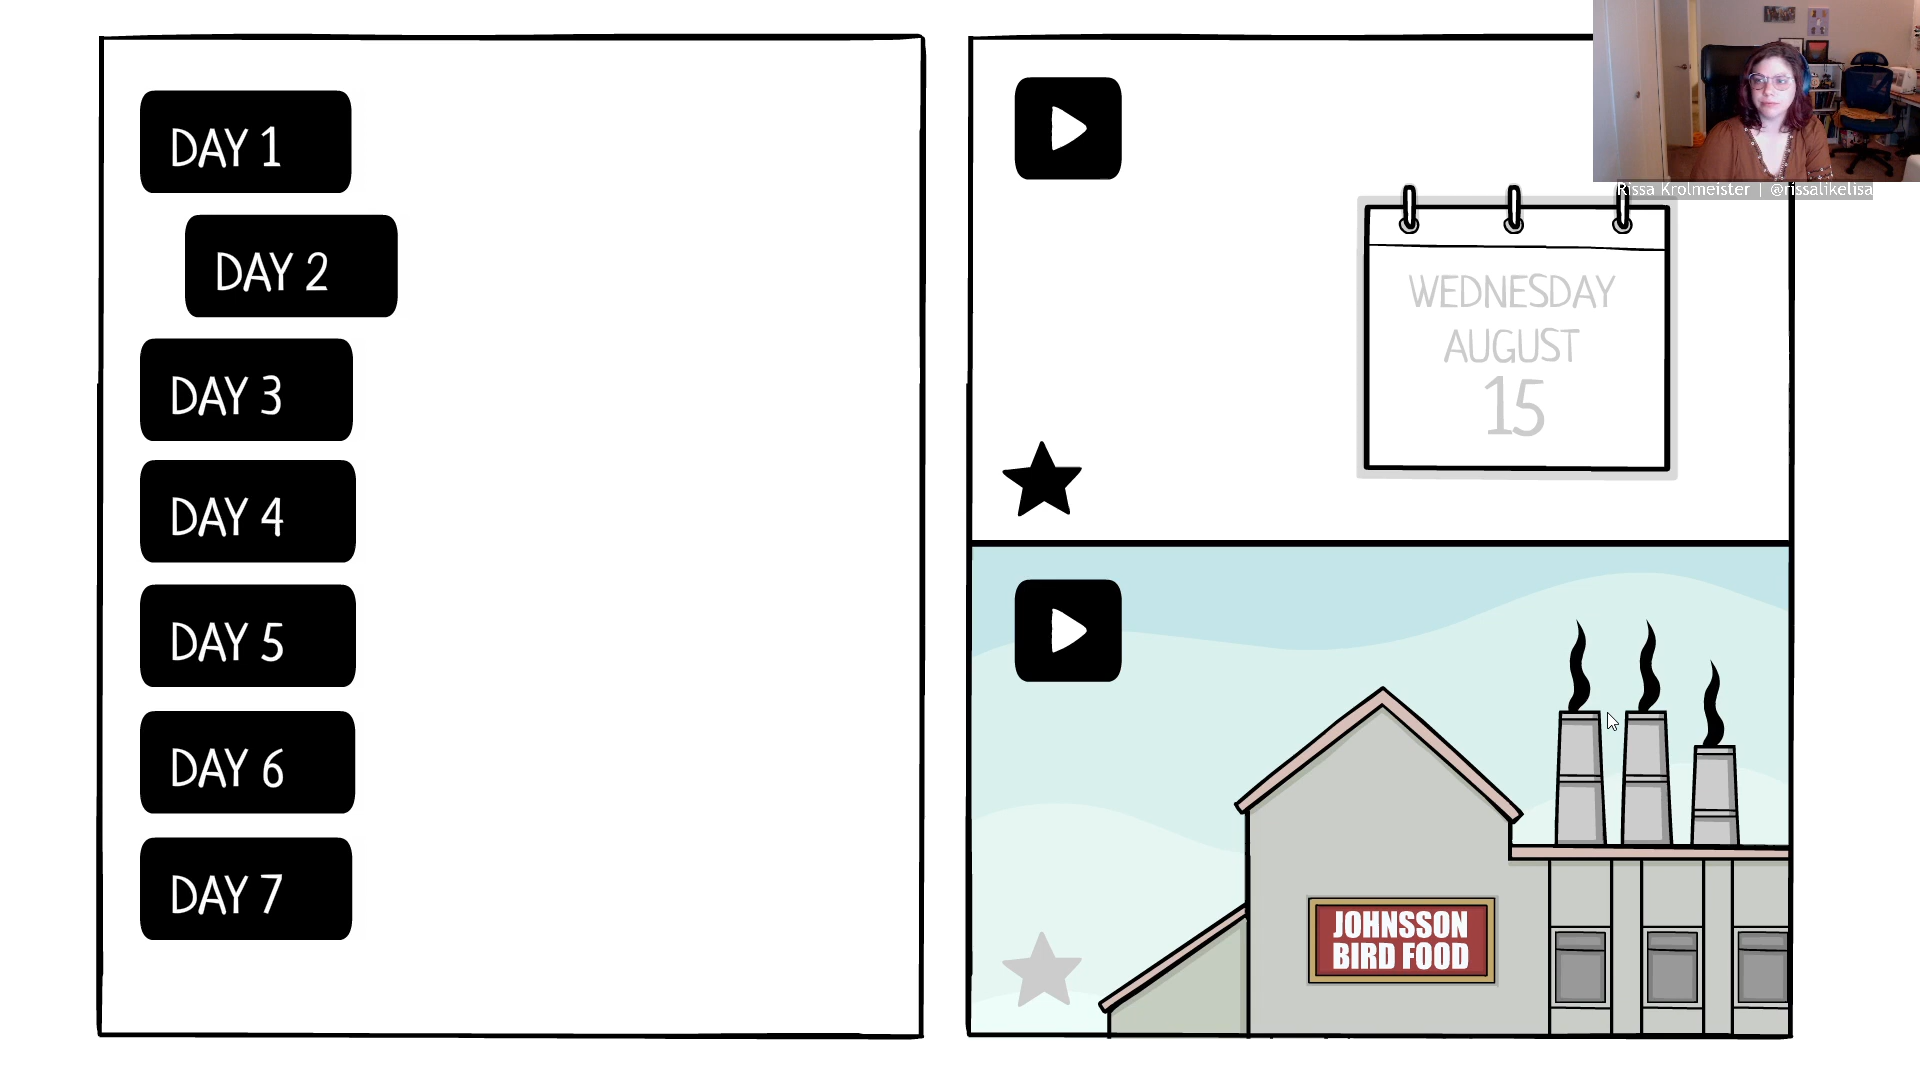 DAY 1
DAY 2
DAY 3
DAY 4
DAY 5
DAY 6
DAY 7
Rissa Krolmeister | @rissalikelisa
WEDNESDAY
AUGUST
15
JOHNSSON
BIRD FOOD